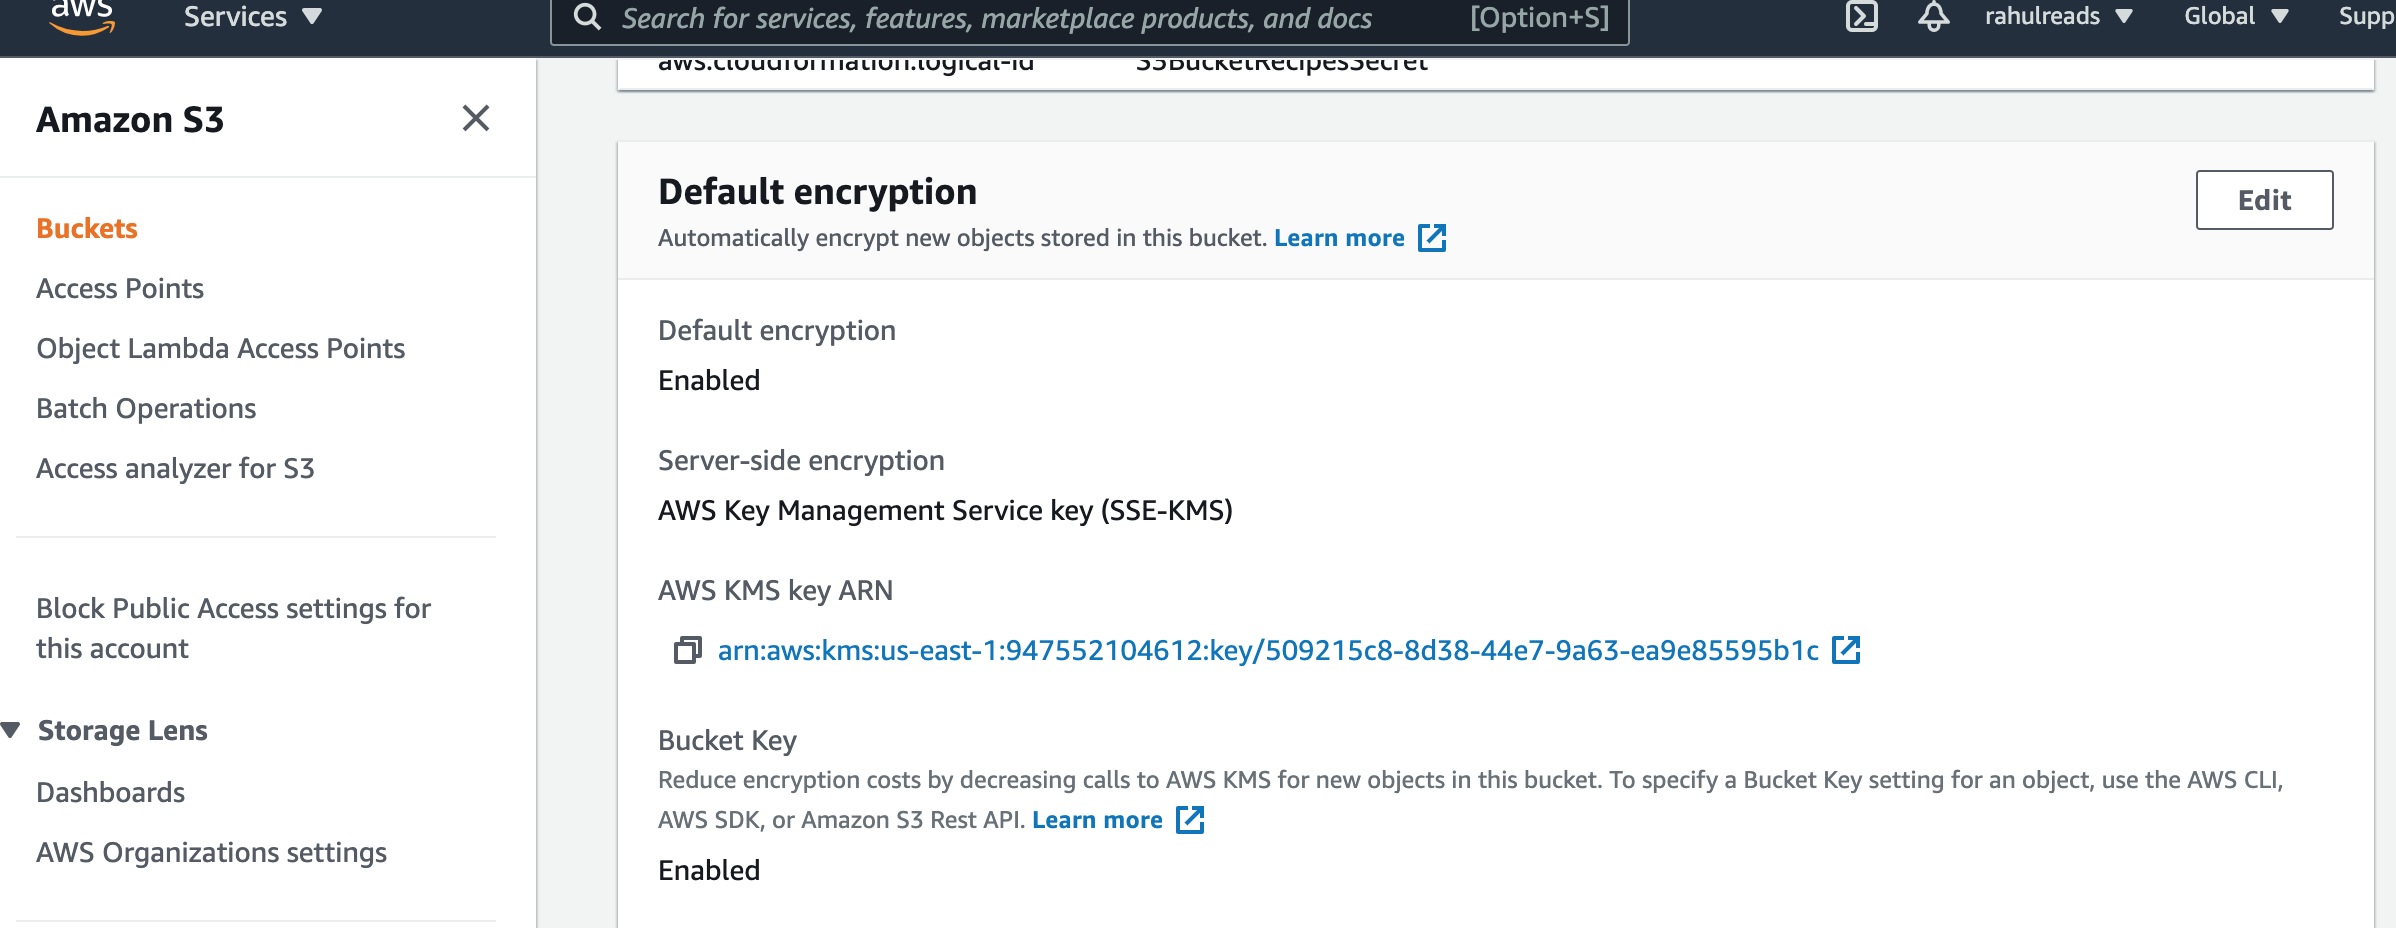 aws
Services
Search for services, features, marketplace products, and docs
[Option+S]
rahulreads
Global
Supp
aws:cloudformation:logical-id S3BucketRecipesSecret
Amazon S3
Buckets
Access Points
Object Lambda Access Points
Batch Operations
Access analyzer for S3
Block Public Access settings for
this account
Storage Lens
Dashboards
AWS Organizations settings
Default encryption
Edit
Automatically encrypt new objects stored in this bucket. Learn more
Default encryption
Enabled
Server-side encryption
AWS Key Management Service key (SSE-KMS)
AWS KMS key ARN
arn:aws:kms:us-east-1:947552104612:key/509215c8-8d38-44e7-9a63-ea9e85595b1c
Bucket Key
Reduce encryption costs by decreasing calls to AWS KMS for new objects in this bucket. To specify a Bucket Key setting for an object, use the AWS CLI,
AWS SDK, or Amazon S3 Rest API. Learn more
Enabled